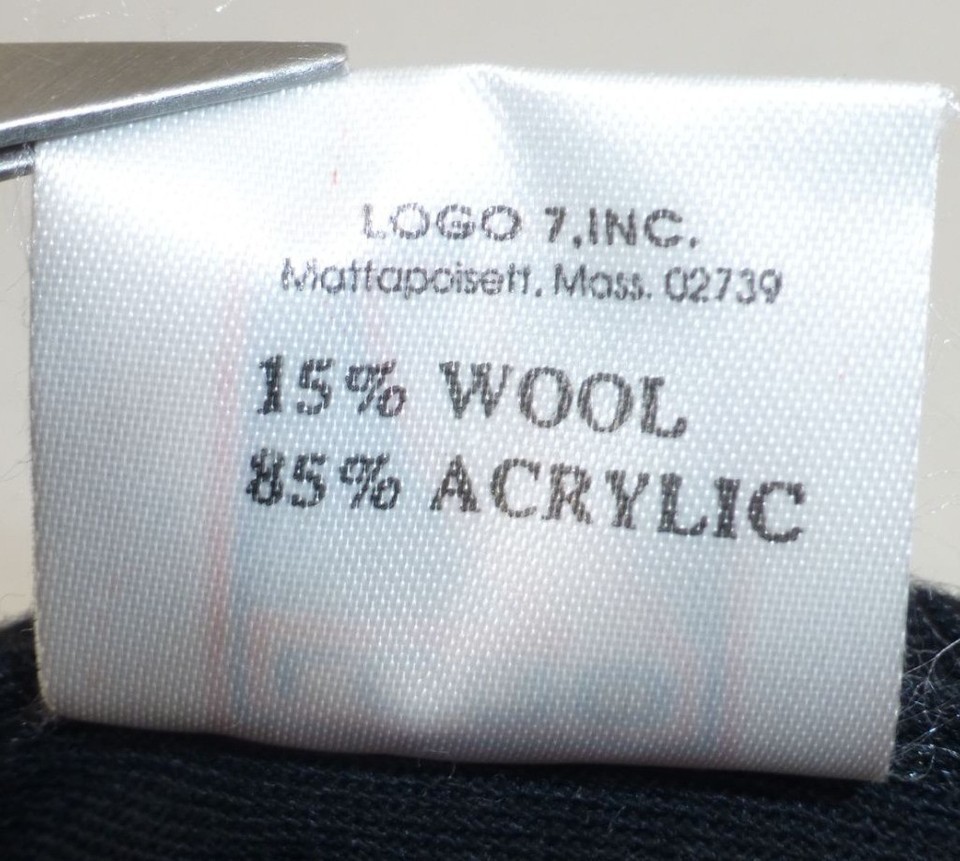 LOGO 7, INC.
Mattapoisett, Mass. 02739
15% WOOL
85% ACRYLIC